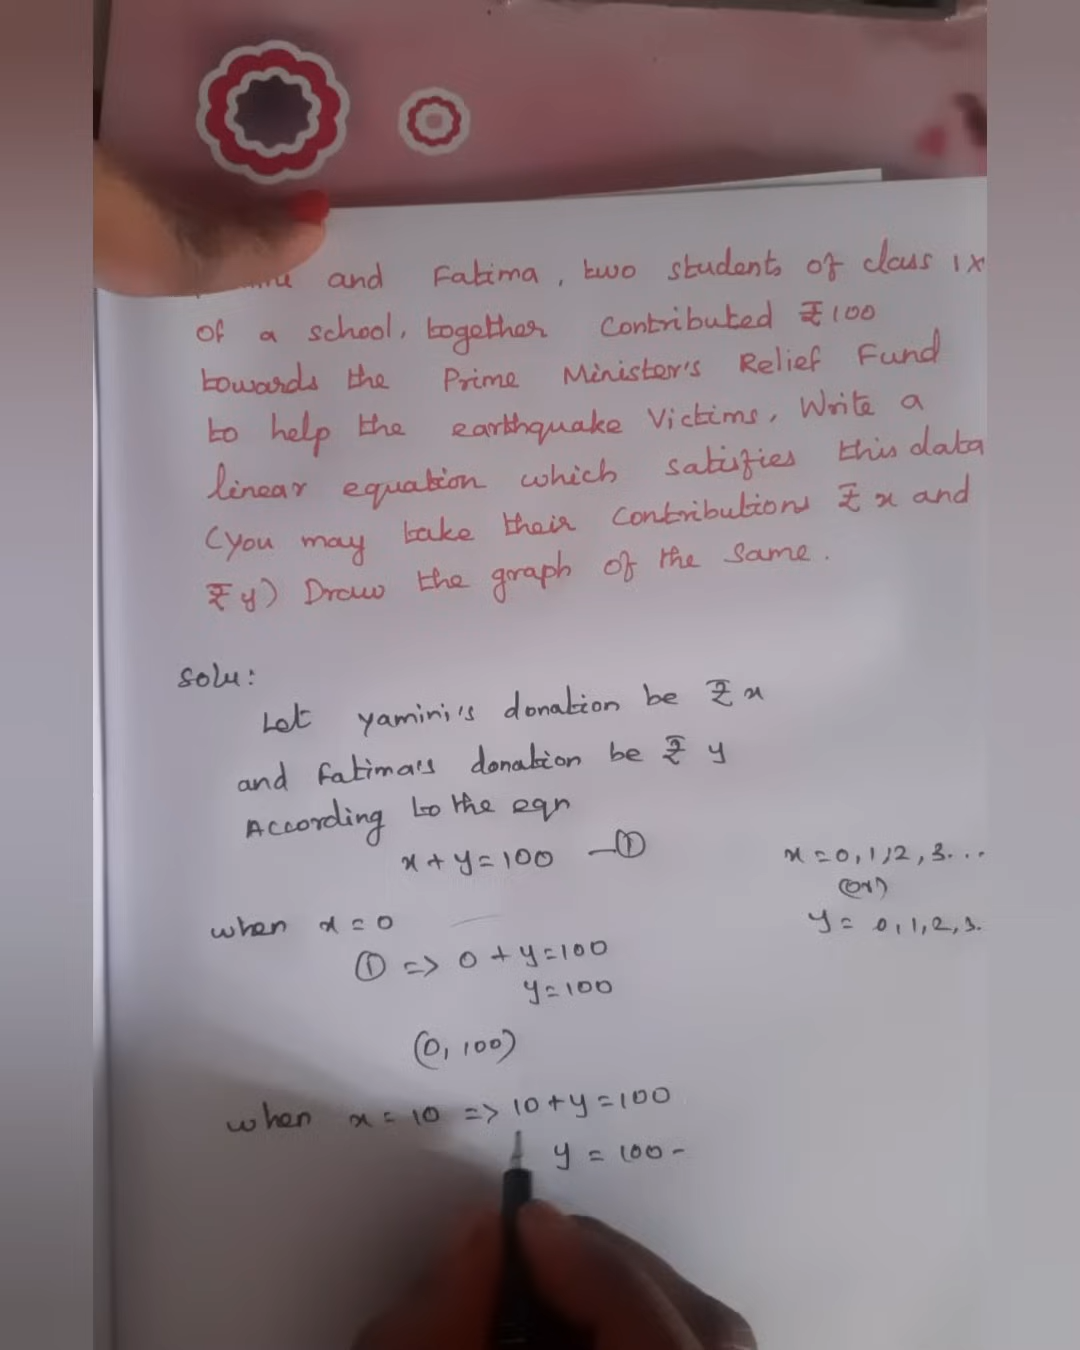 and Fatima, two students of class IX
of a school, together contributed ₹100
towards the Prime Minister's Relief Fund
to help the earthquake Victims. Write a
linear equation which satisfies this data
(you may take their contributions ₹ x and
₹ y) Draw the graph of the same.
Solu:
Let yamini's donation be ₹ x
and Fatima's donation be ₹ y
According to the eqn
x + y = 100 —①
x = 0, 1, 2, 3...
(or)
y = 0, 1, 2, 3.
when x = 0
① => 0 + y = 100
y = 100
(0, 100)
when x = 10 => 10 + y = 100
y = 100 -